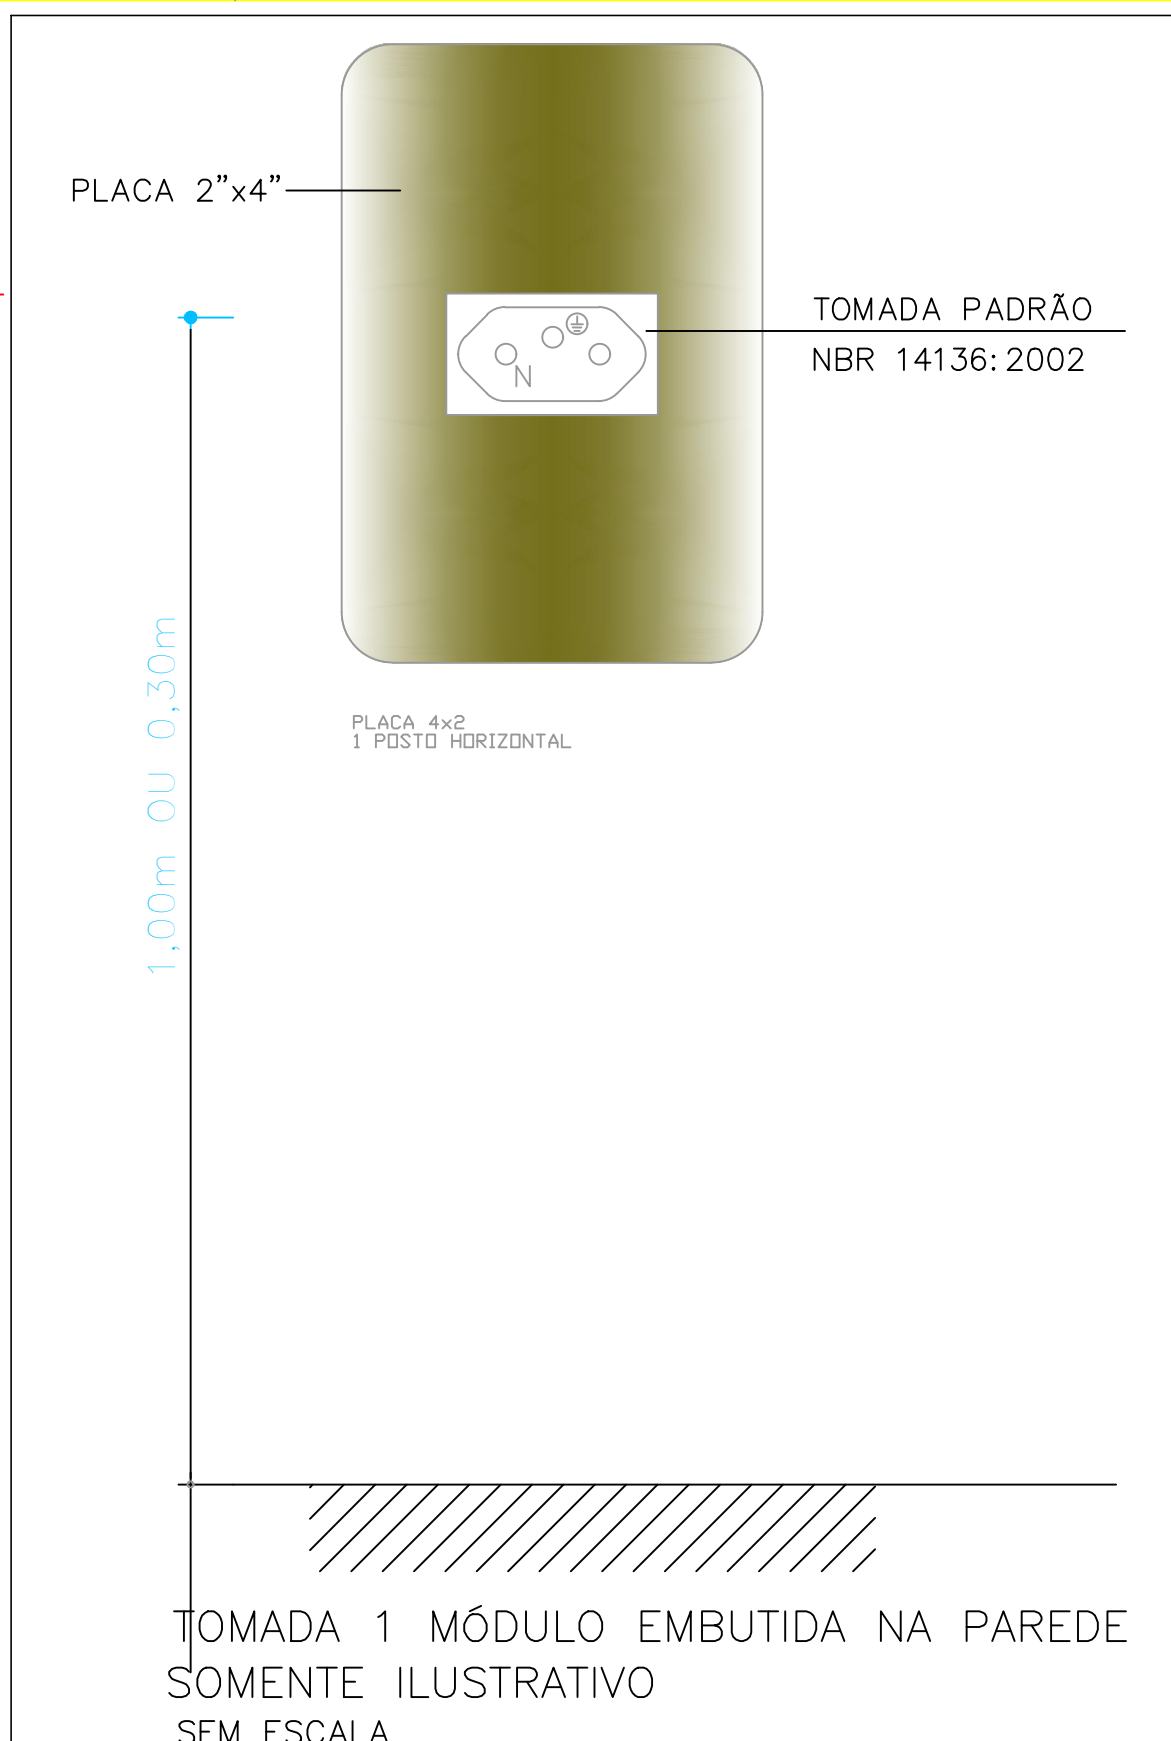 PLACA 2”x4”
TOMADA PADRÃO
NBR 14136:2002
N
1,00m OU 0,30m
PLACA 4x2
1 POSTO HORIZONTAL
TOMADA 1 MÓDULO EMBUTIDA NA PAREDE
SOMENTE ILUSTRATIVO
SEM ESCALA